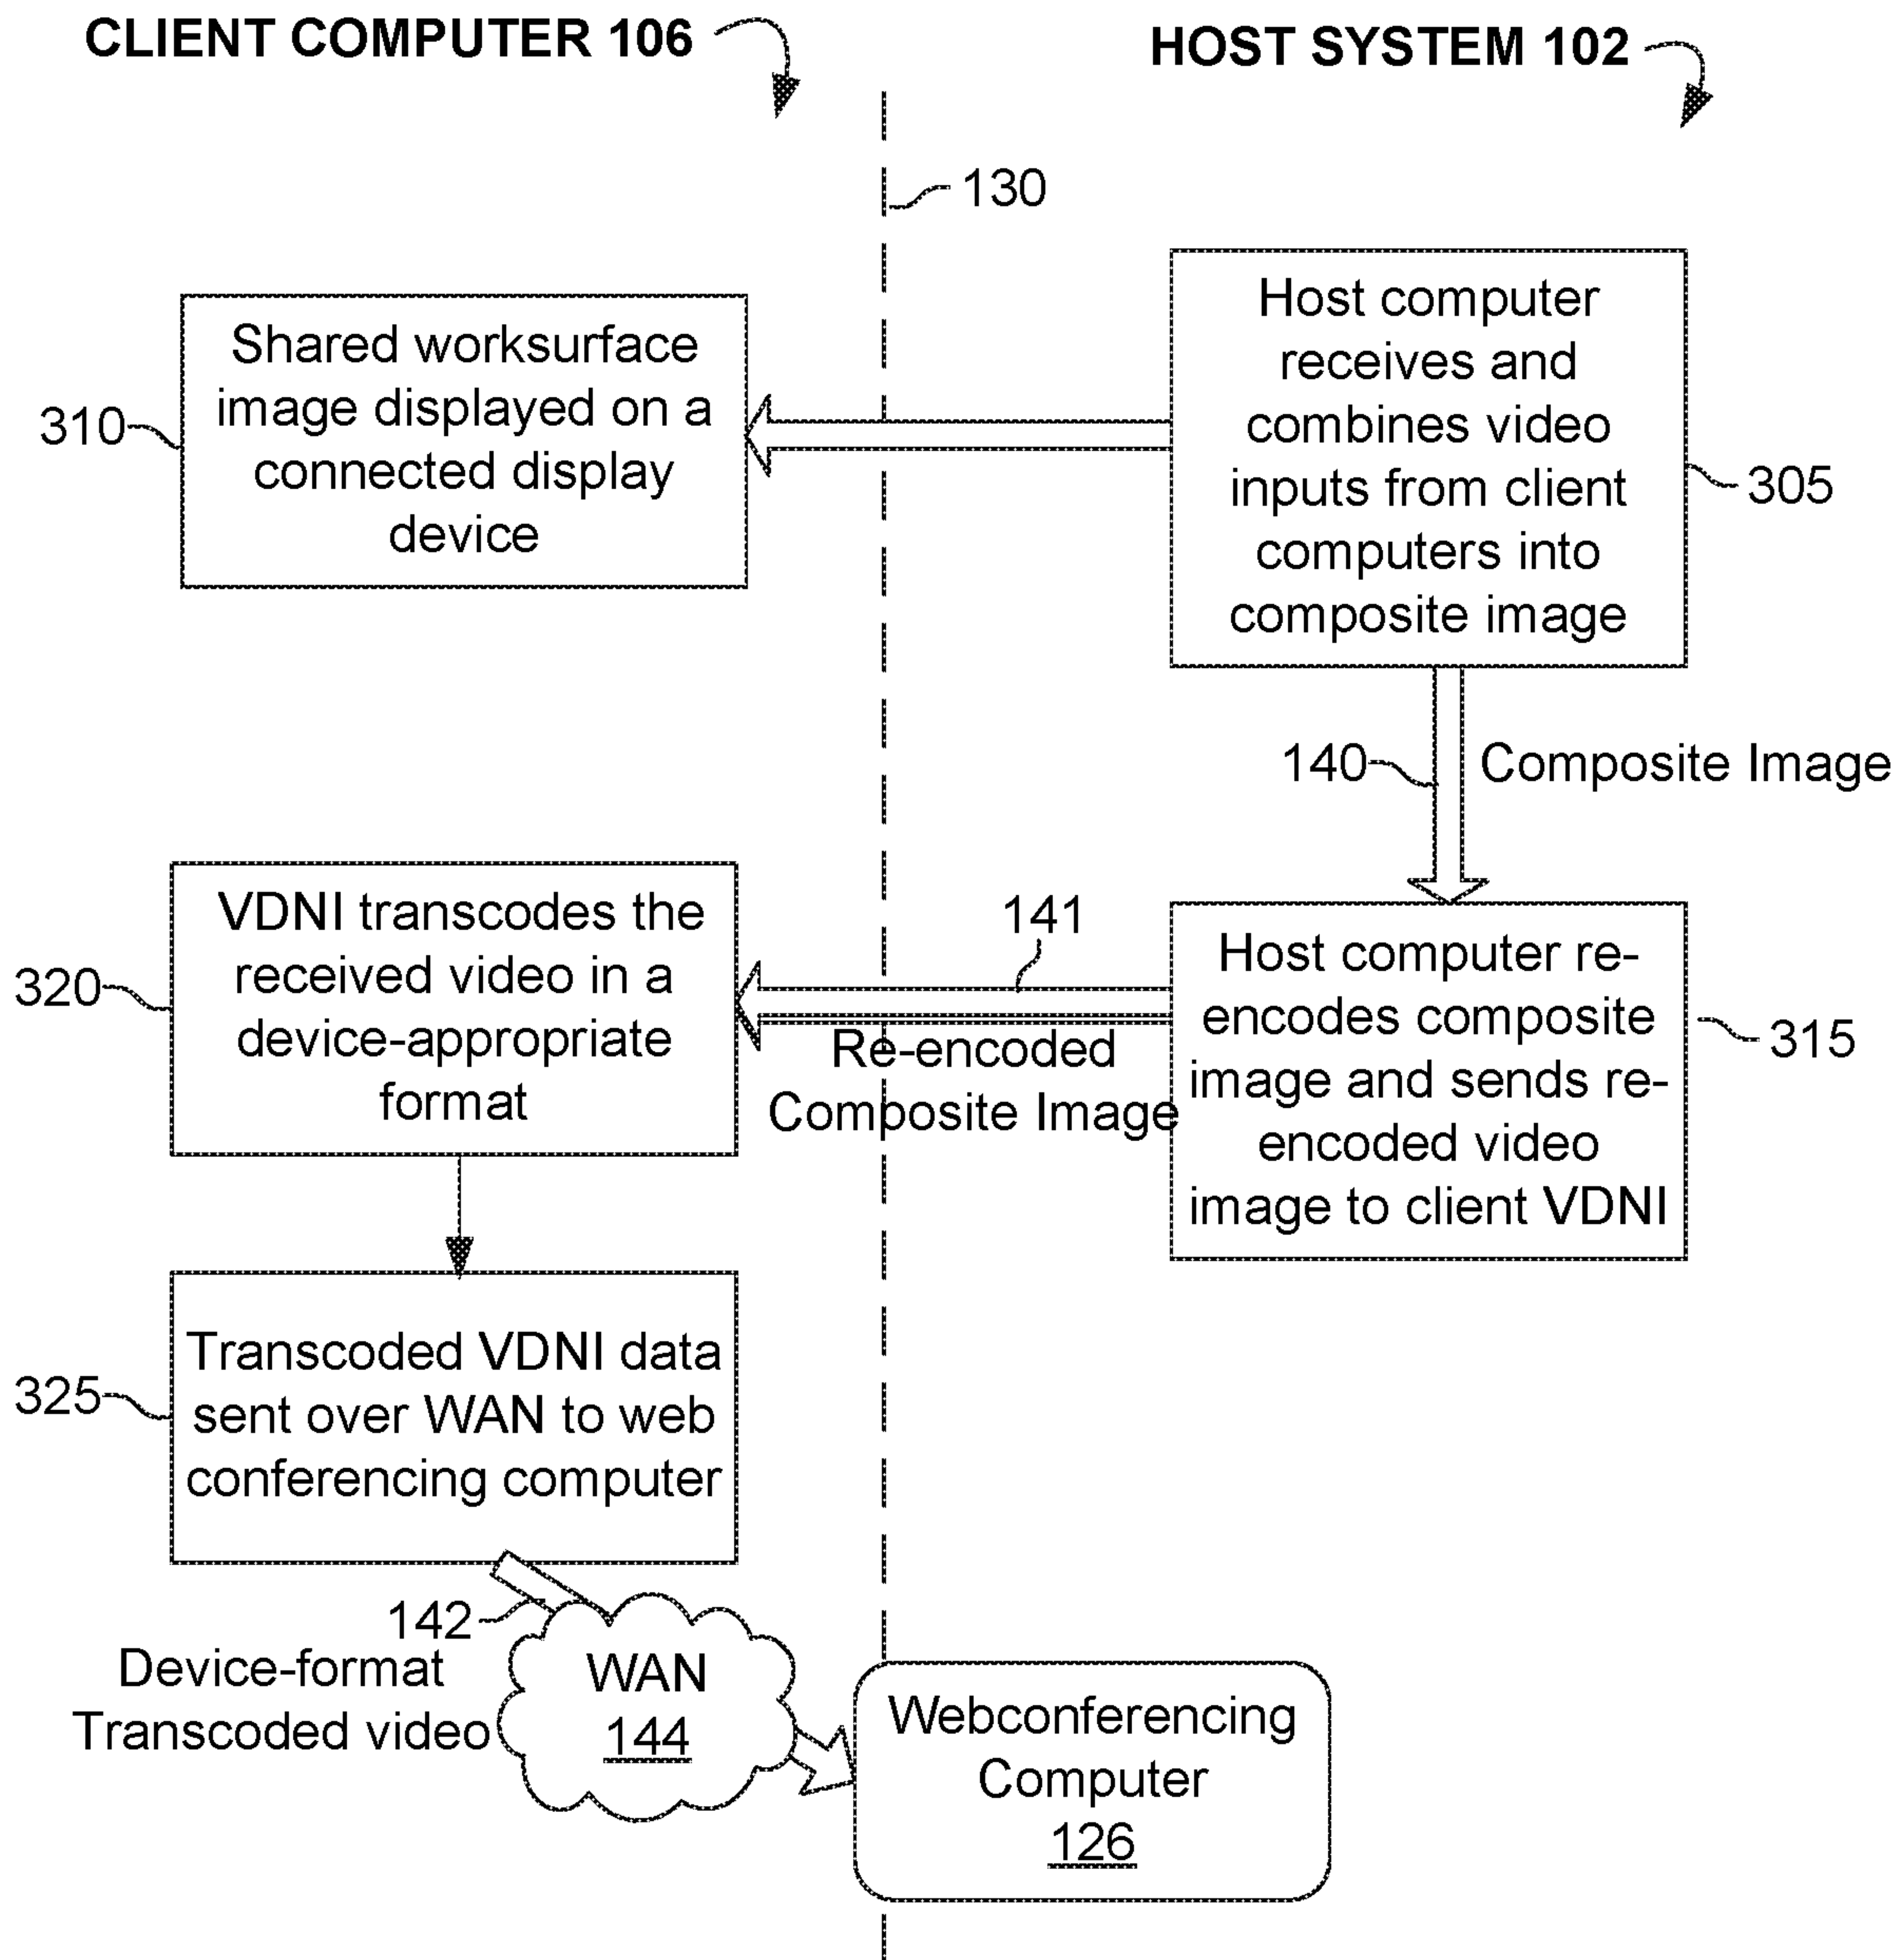 CLIENT COMPUTER 106
HOST SYSTEM 102
130
Shared worksurface
image displayed on a
connected display
device
310
Host computer
receives and
combines video
inputs from client
computers into
composite image
305
140
Composite Image
VDNI transcodes the
received video in a
device-appropriate
format
320
141
Re-encoded
Composite Image
Host computer re-
encodes composite
image and sends re-
encoded video
image to client VDNI
315
Transcoded VDNI data
sent over WAN to web
conferencing computer
325
142
Device-format
Transcoded video
WAN
144
Webconferencing
Computer
126